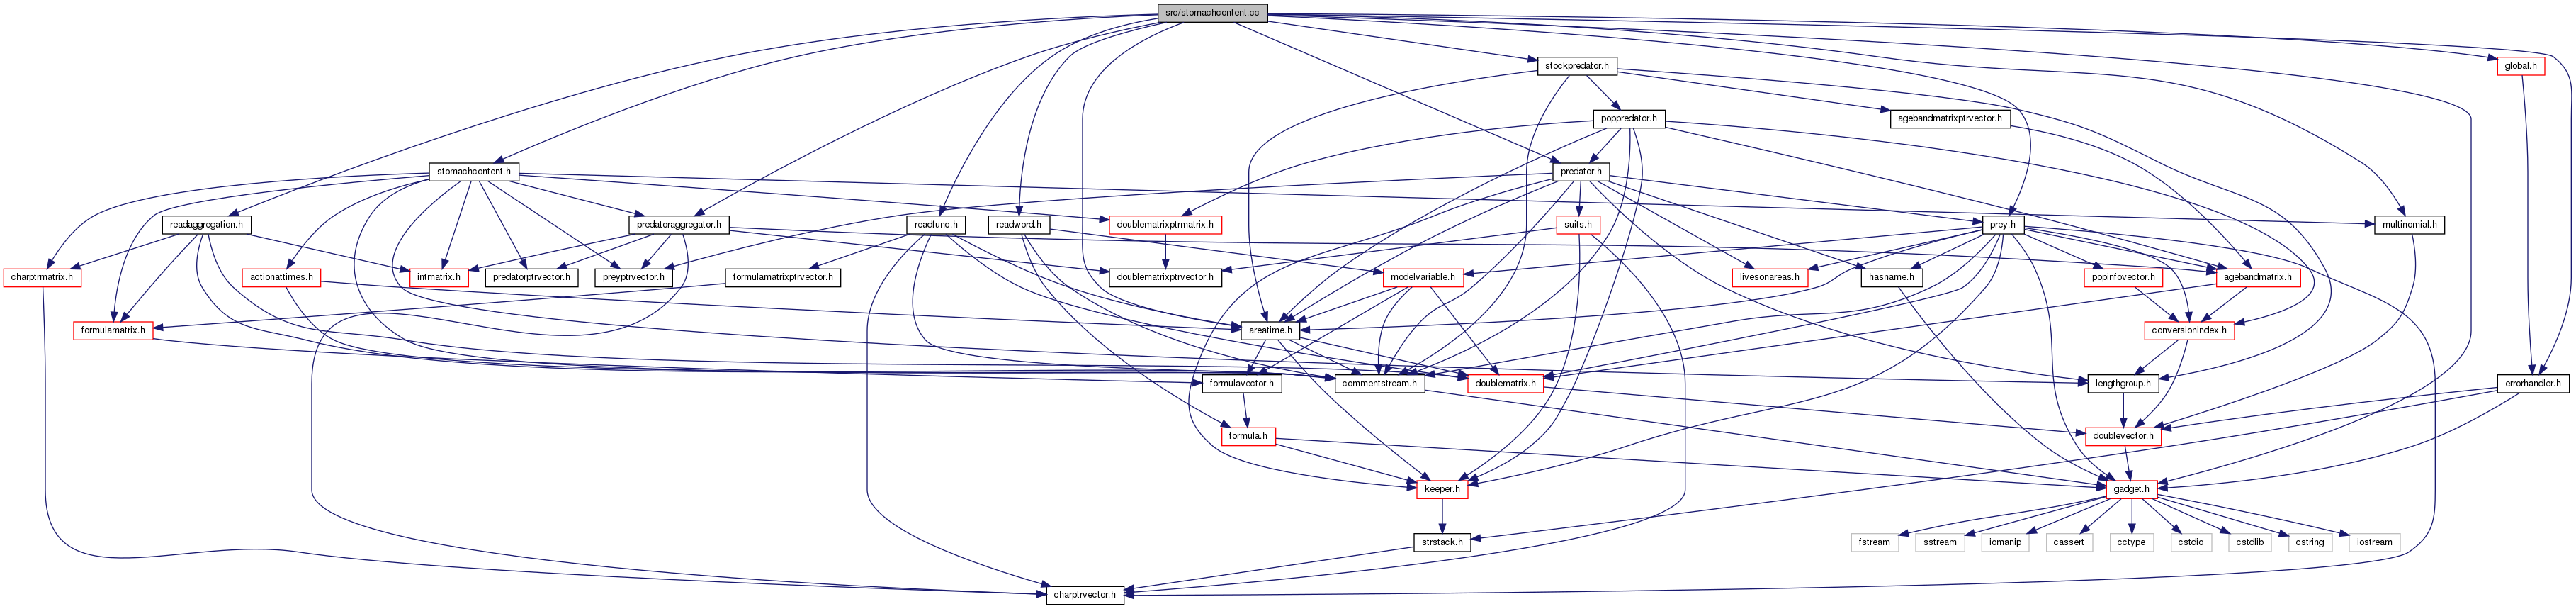 src/stomachcontent.cc
stockpredator.h
global.h
poppredator.h
agebandmatrixptrvector.h
stomachcontent.h
predator.h
readaggregation.h
predatoraggregator.h
readfunc.h
readword.h
doublematrixptrmatrix.h
suits.h
prey.h
multinomial.h
charptrmatrix.h
actionattimes.h
intmatrix.h
predatorptrvector.h
preyptrvector.h
formulamatrixptrvector.h
doublematrixptrvector.h
modelvariable.h
livesonareas.h
hasname.h
popinfovector.h
agebandmatrix.h
formulamatrix.h
areatime.h
conversionindex.h
formulavector.h
commentstream.h
doublematrix.h
lengthgroup.h
errorhandler.h
formula.h
doublevector.h
keeper.h
gadget.h
strstack.h
fstream
sstream
iomanip
cassert
cctype
cstdio
cstdlib
cstring
iostream
charptrvector.h